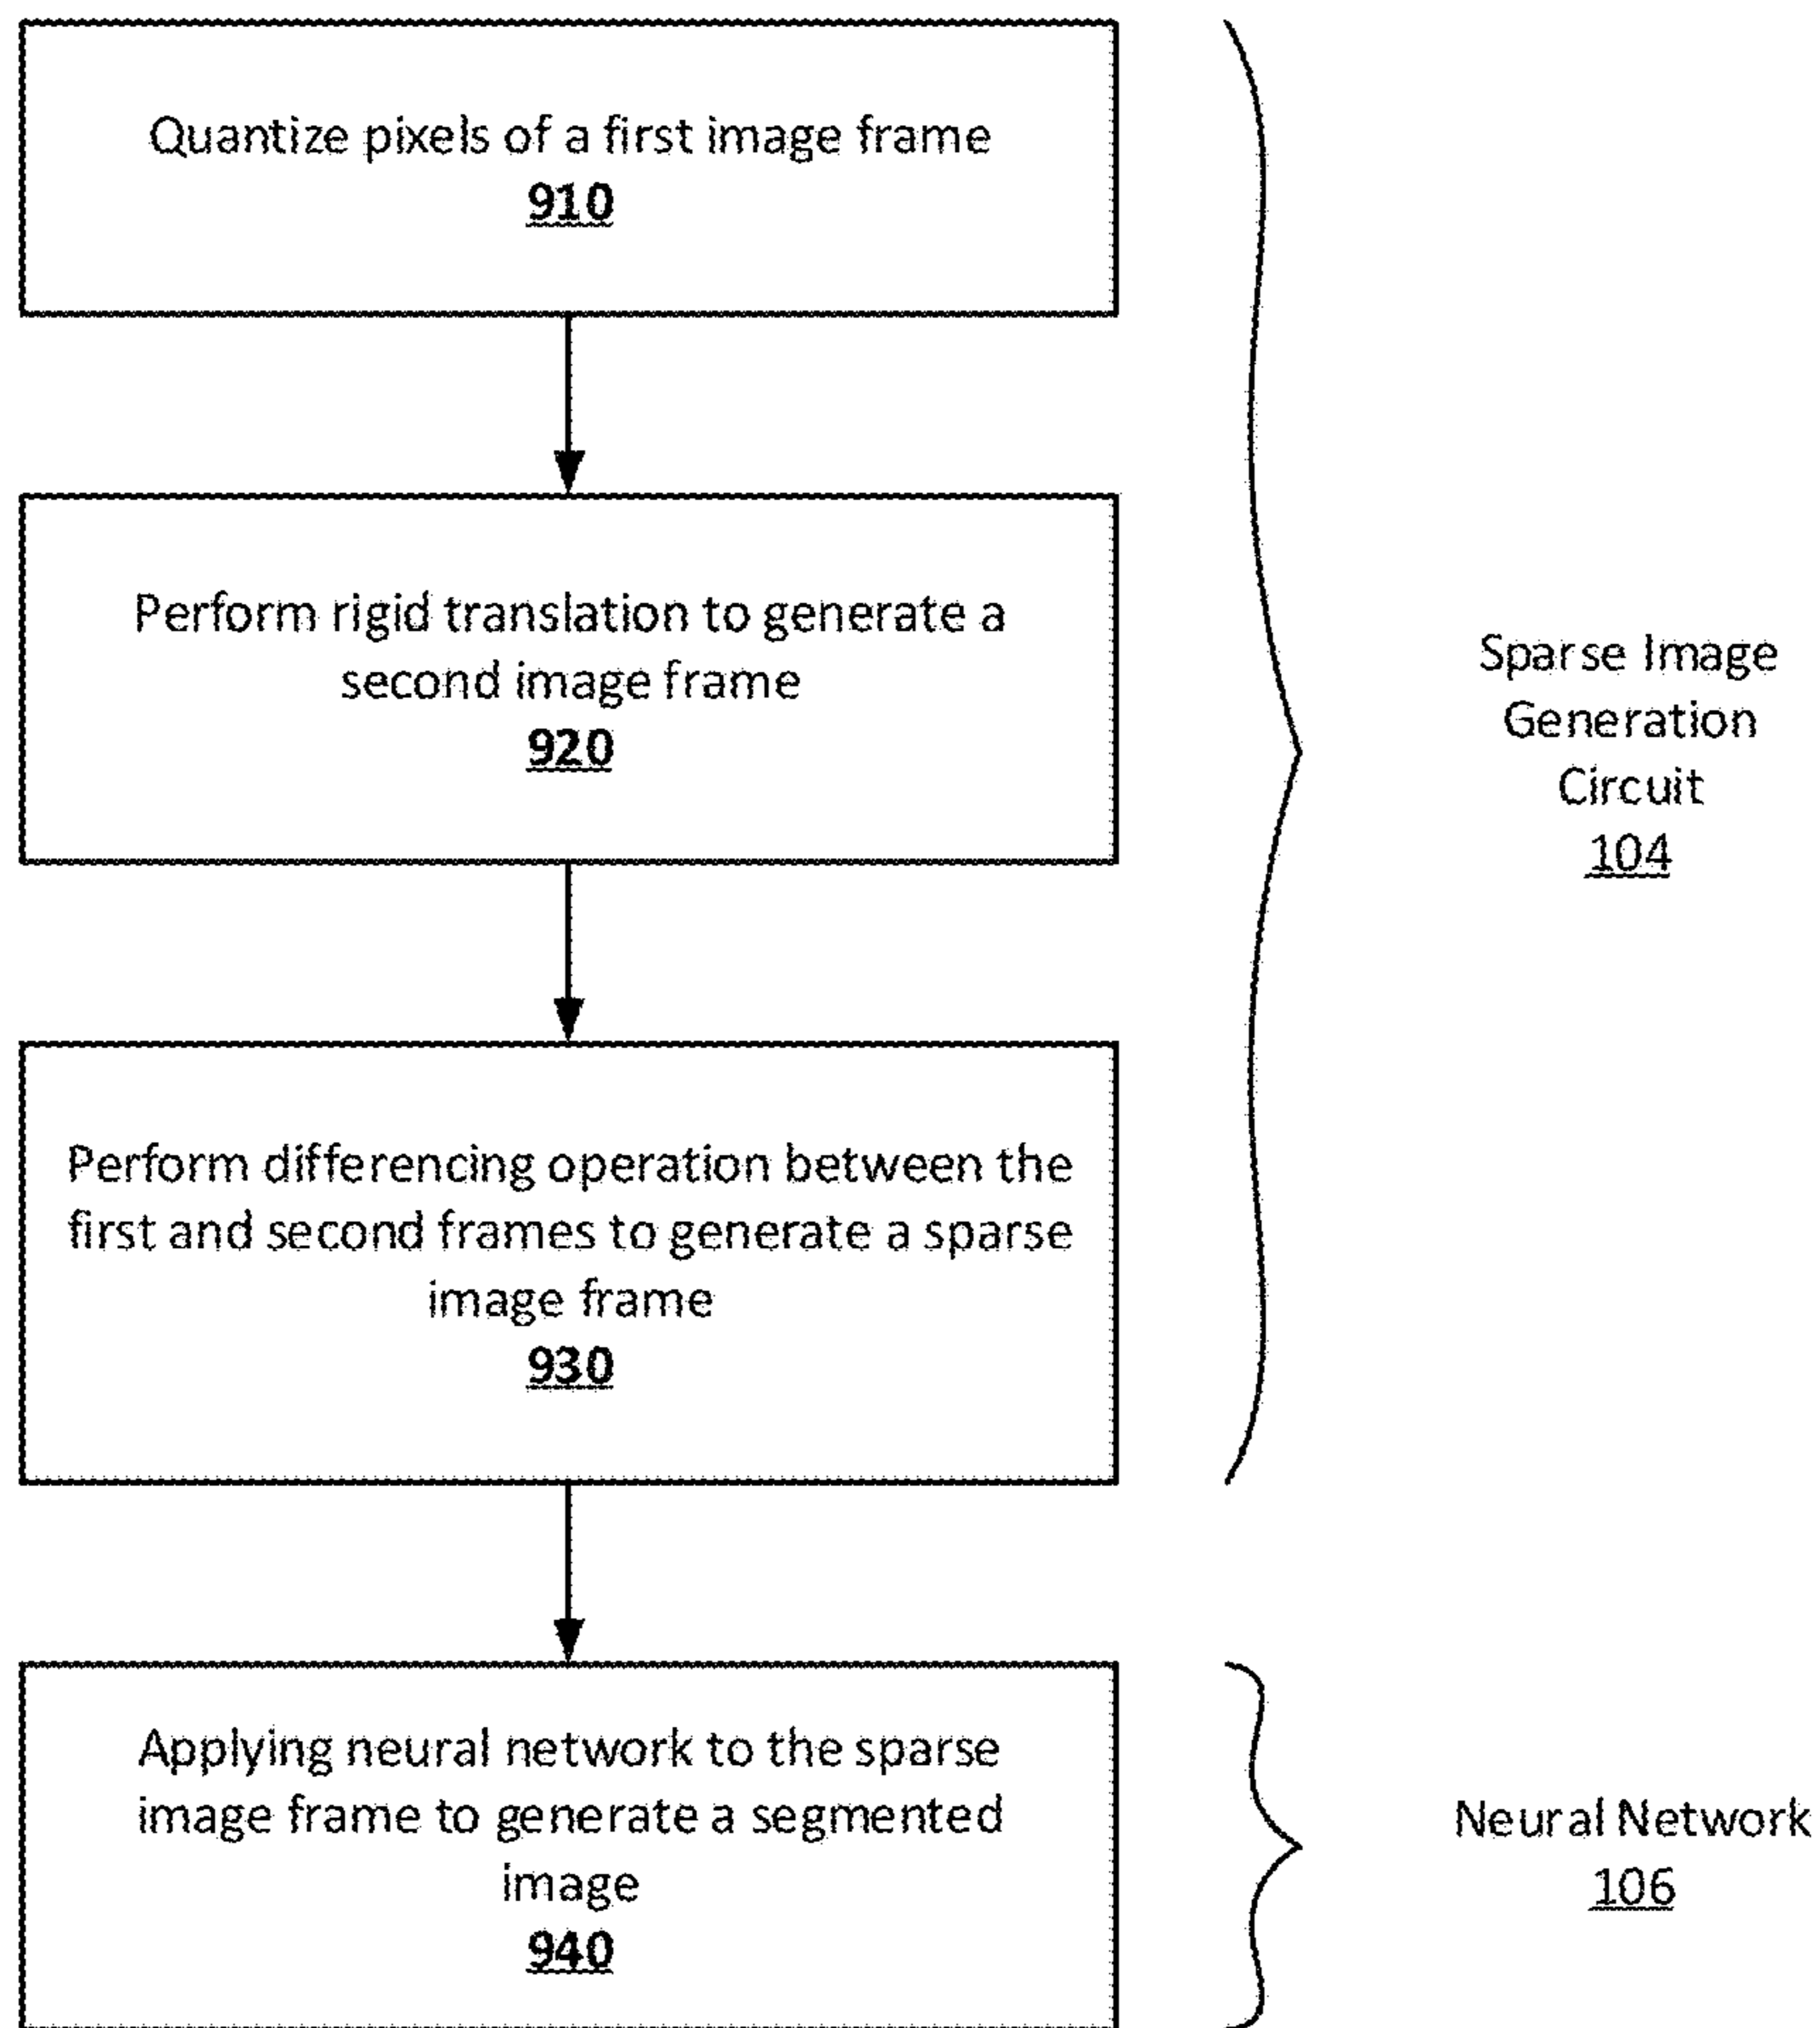 Quantize pixels of a first image frame
910
Perform rigid translation to generate a
second image frame
920
Sparse Image
Generation
Circuit
104
Perform differencing operation between the
first and second frames to generate a sparse
image frame
930
Applying neural network to the sparse
image frame to generate a segmented
image
940
Neural Network
106